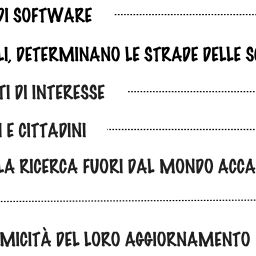 DI SOFTWARE
LI, DETERMINANO LE STRADE DELLE
TI DI INTERESSE
I E CITTADINI
LA RICERCA FUORI DAL MONDO ACCA
MICITÀ DEL LORO AGGIORNAMENTO